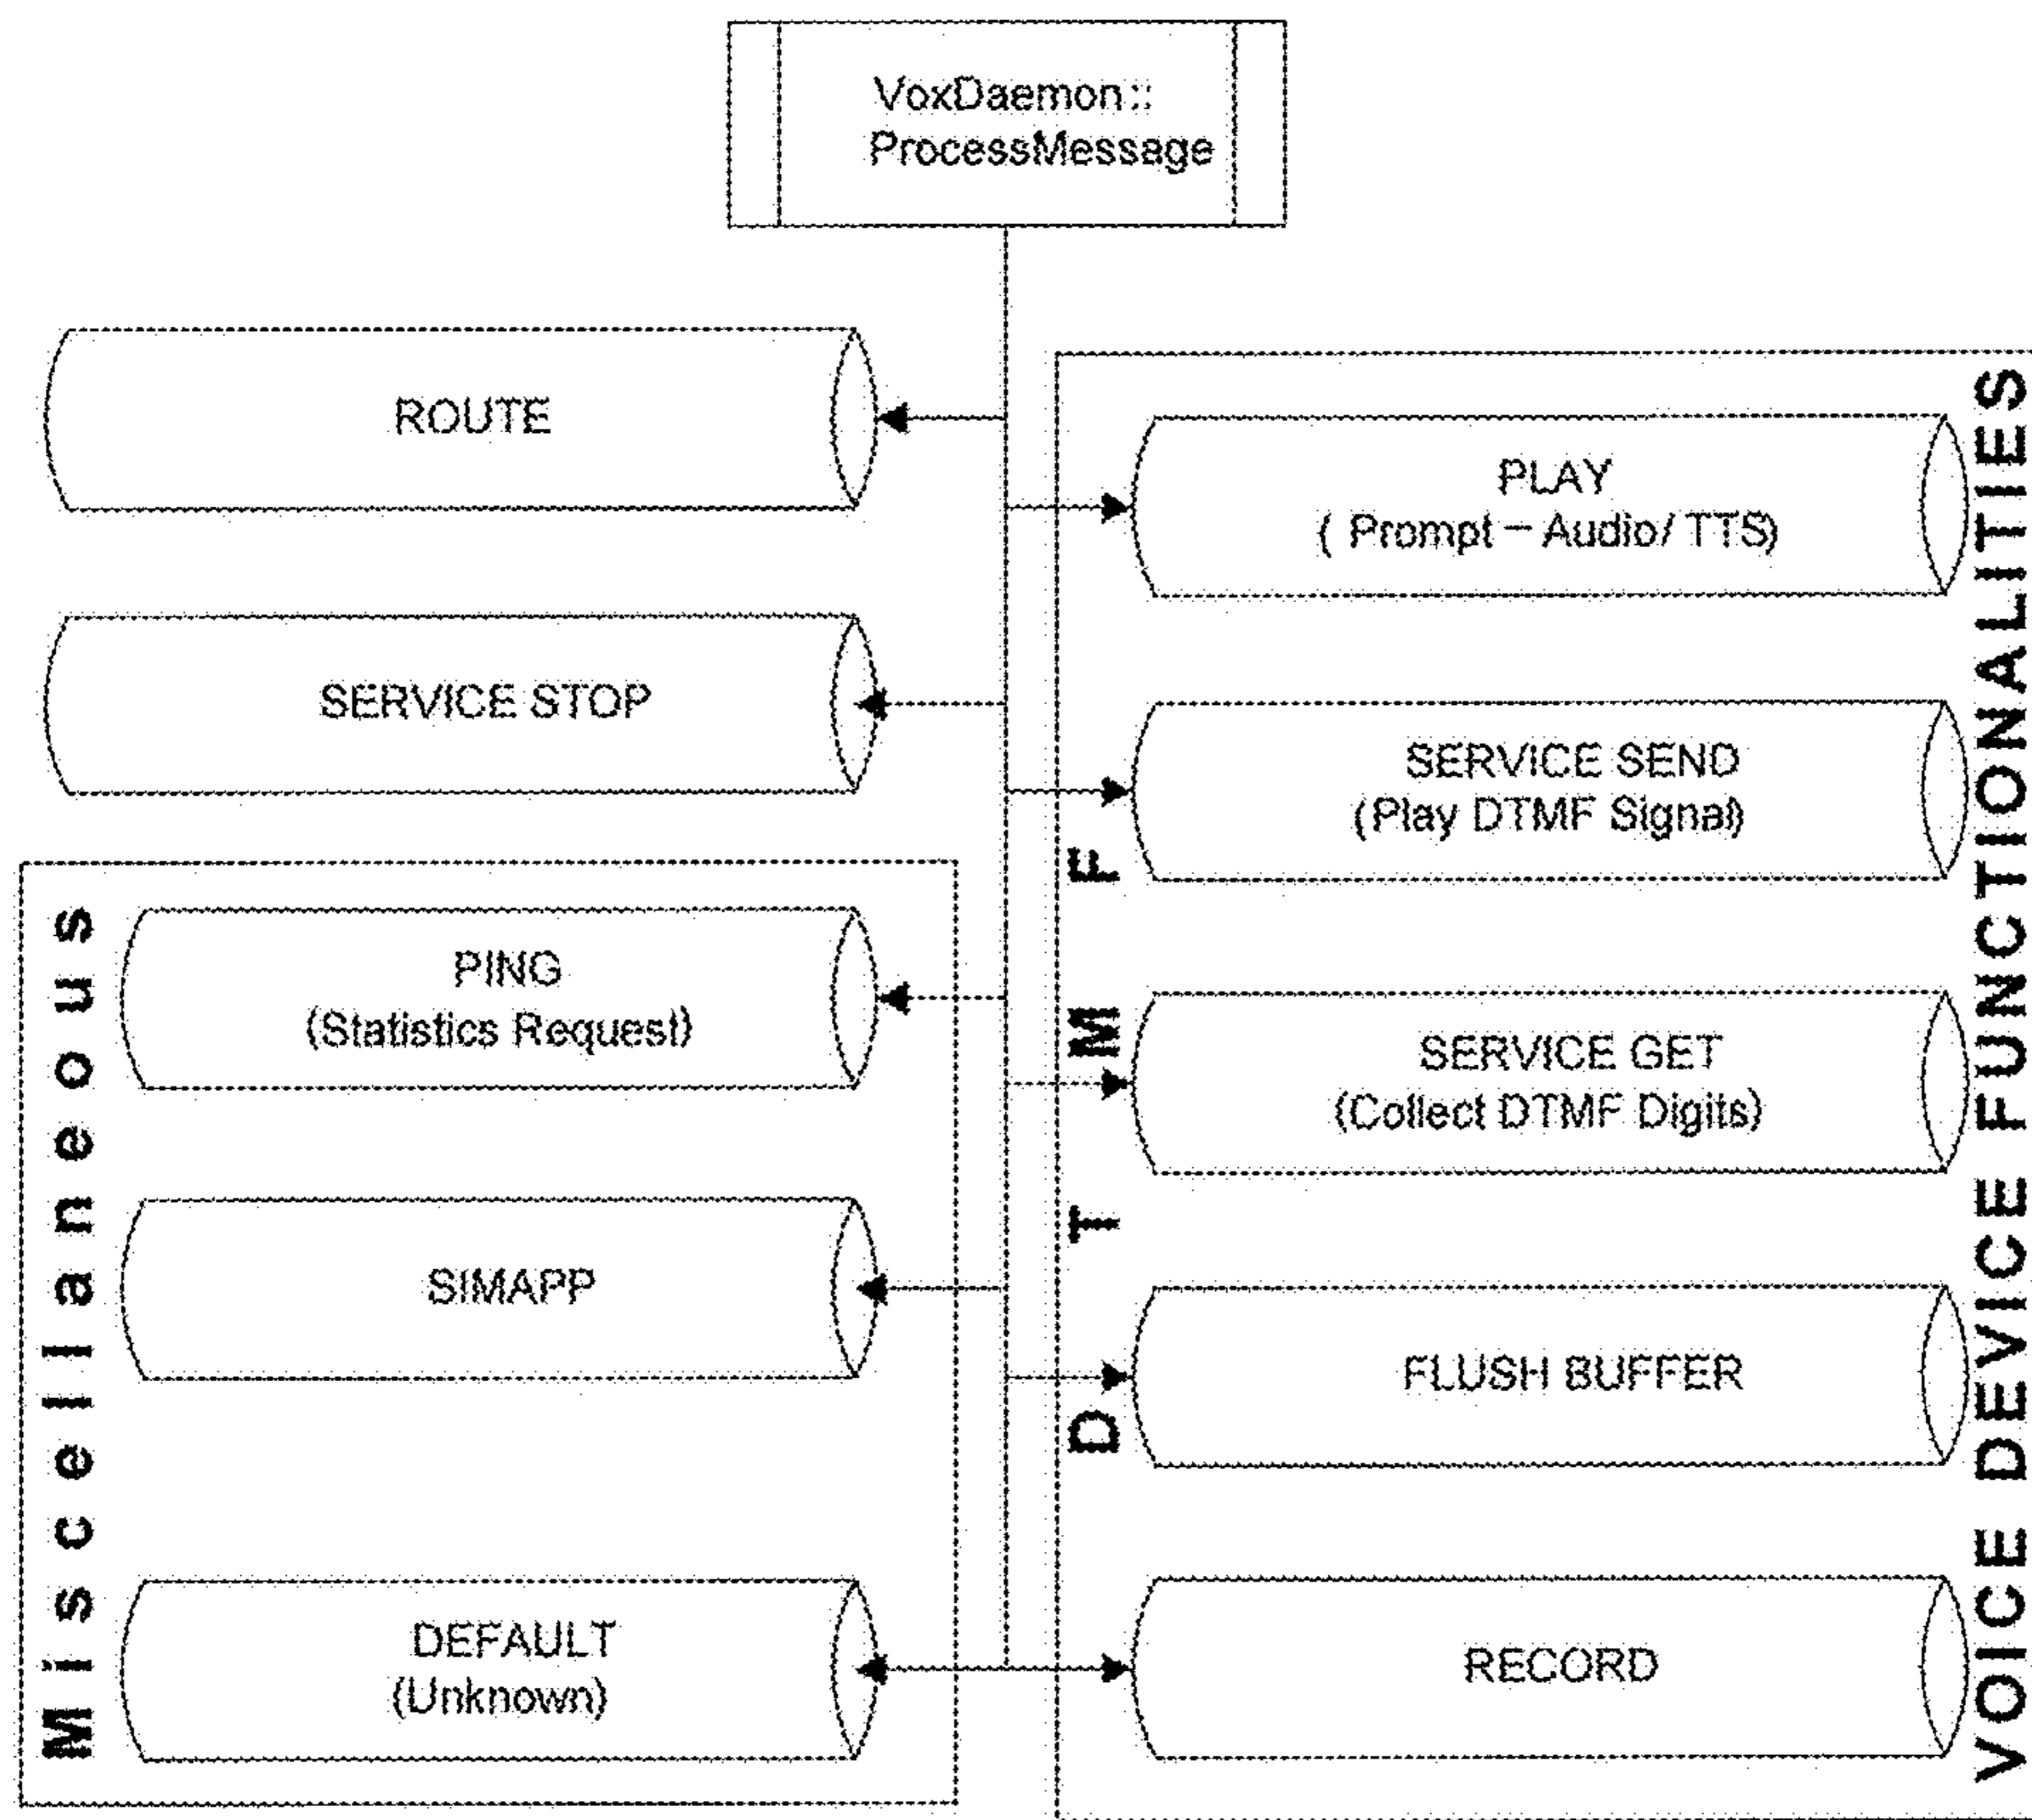 VoxDaemon::
ProcessMessage
ROUTE
SERVICE STOP
Miscellaneous
PING
(Statistics Request)
SIMAPP
DEFAULT
(Unknown)
VOICE DEVICE FUNCTIONALITIES
PLAY
( Prompt – Audio/ TTS)
DTMF
SERVICE SEND
(Play DTMF Signal)
SERVICE GET
(Collect DTMF Digits)
FLUSH BUFFER
RECORD